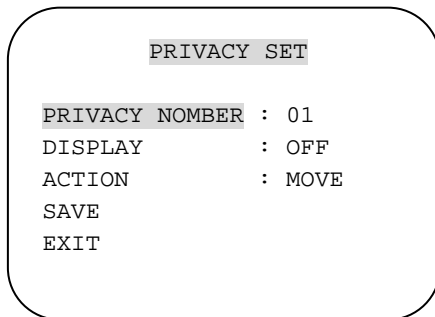 PRIVACY SET
PRIVACY NOMBER : 01
DISPLAY : OFF
ACTION : MOVE
SAVE
EXIT